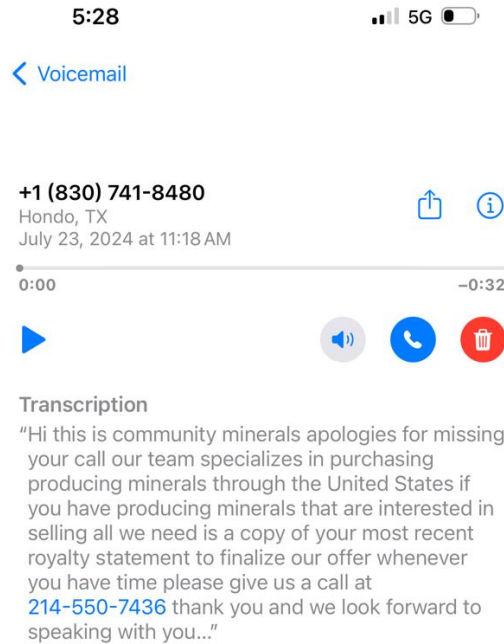 5:28 5G
Voicemail
+1 (830) 741-8480
Hondo, TX
July 23, 2024 at 11:18 AM
0:00 −0:32
Transcription
“Hi this is community minerals apologies for missing
your call our team specializes in purchasing
producing minerals through the United States if
you have producing minerals that are interested in
selling all we need is a copy of your most recent
royalty statement to finalize our offer whenever
you have time please give us a call at
214-550-7436 thank you and we look forward to
speaking with you...”